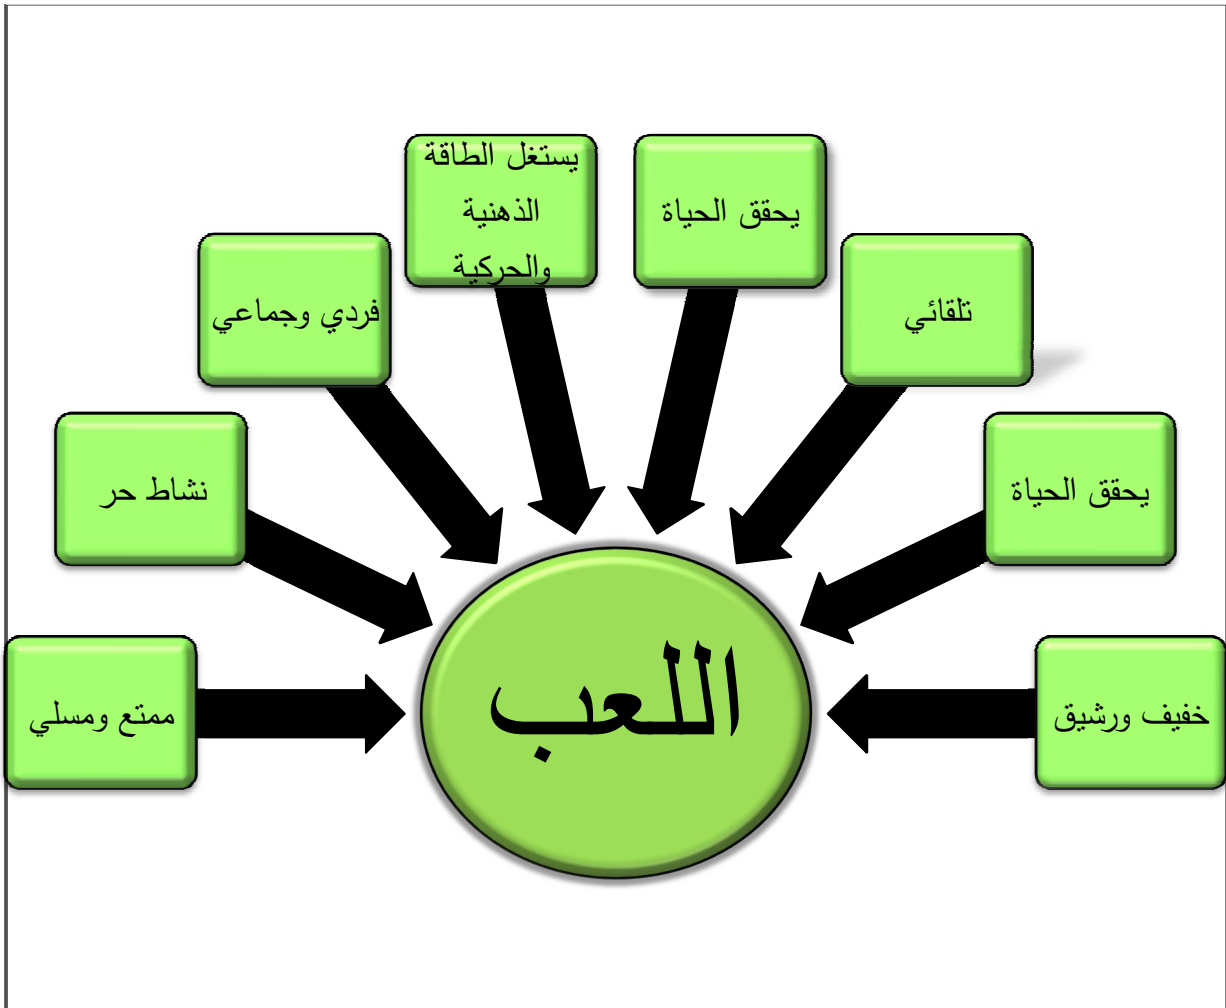 يستغل الطاقة
الذهنية
والحركية
يحقق الحياة
فردي وجماعي
تلقائي
نشاط حر
يحقق الحياة
ممتع ومسلي
خفيف ورشيق
اللعب